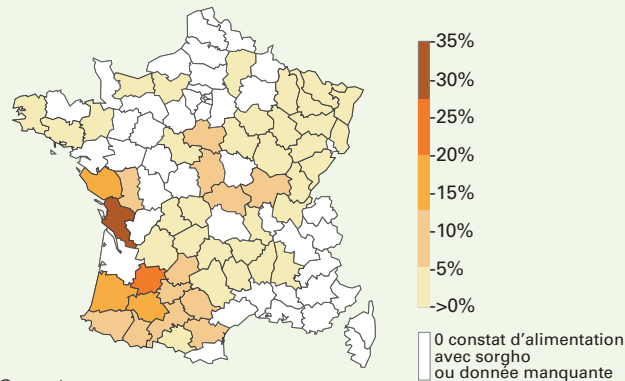 -35%
-30%
-25%
-20%
-15%
-10%
-5%
->0%
0 constat d'alimentation
avec sorgho
ou donnée manquante